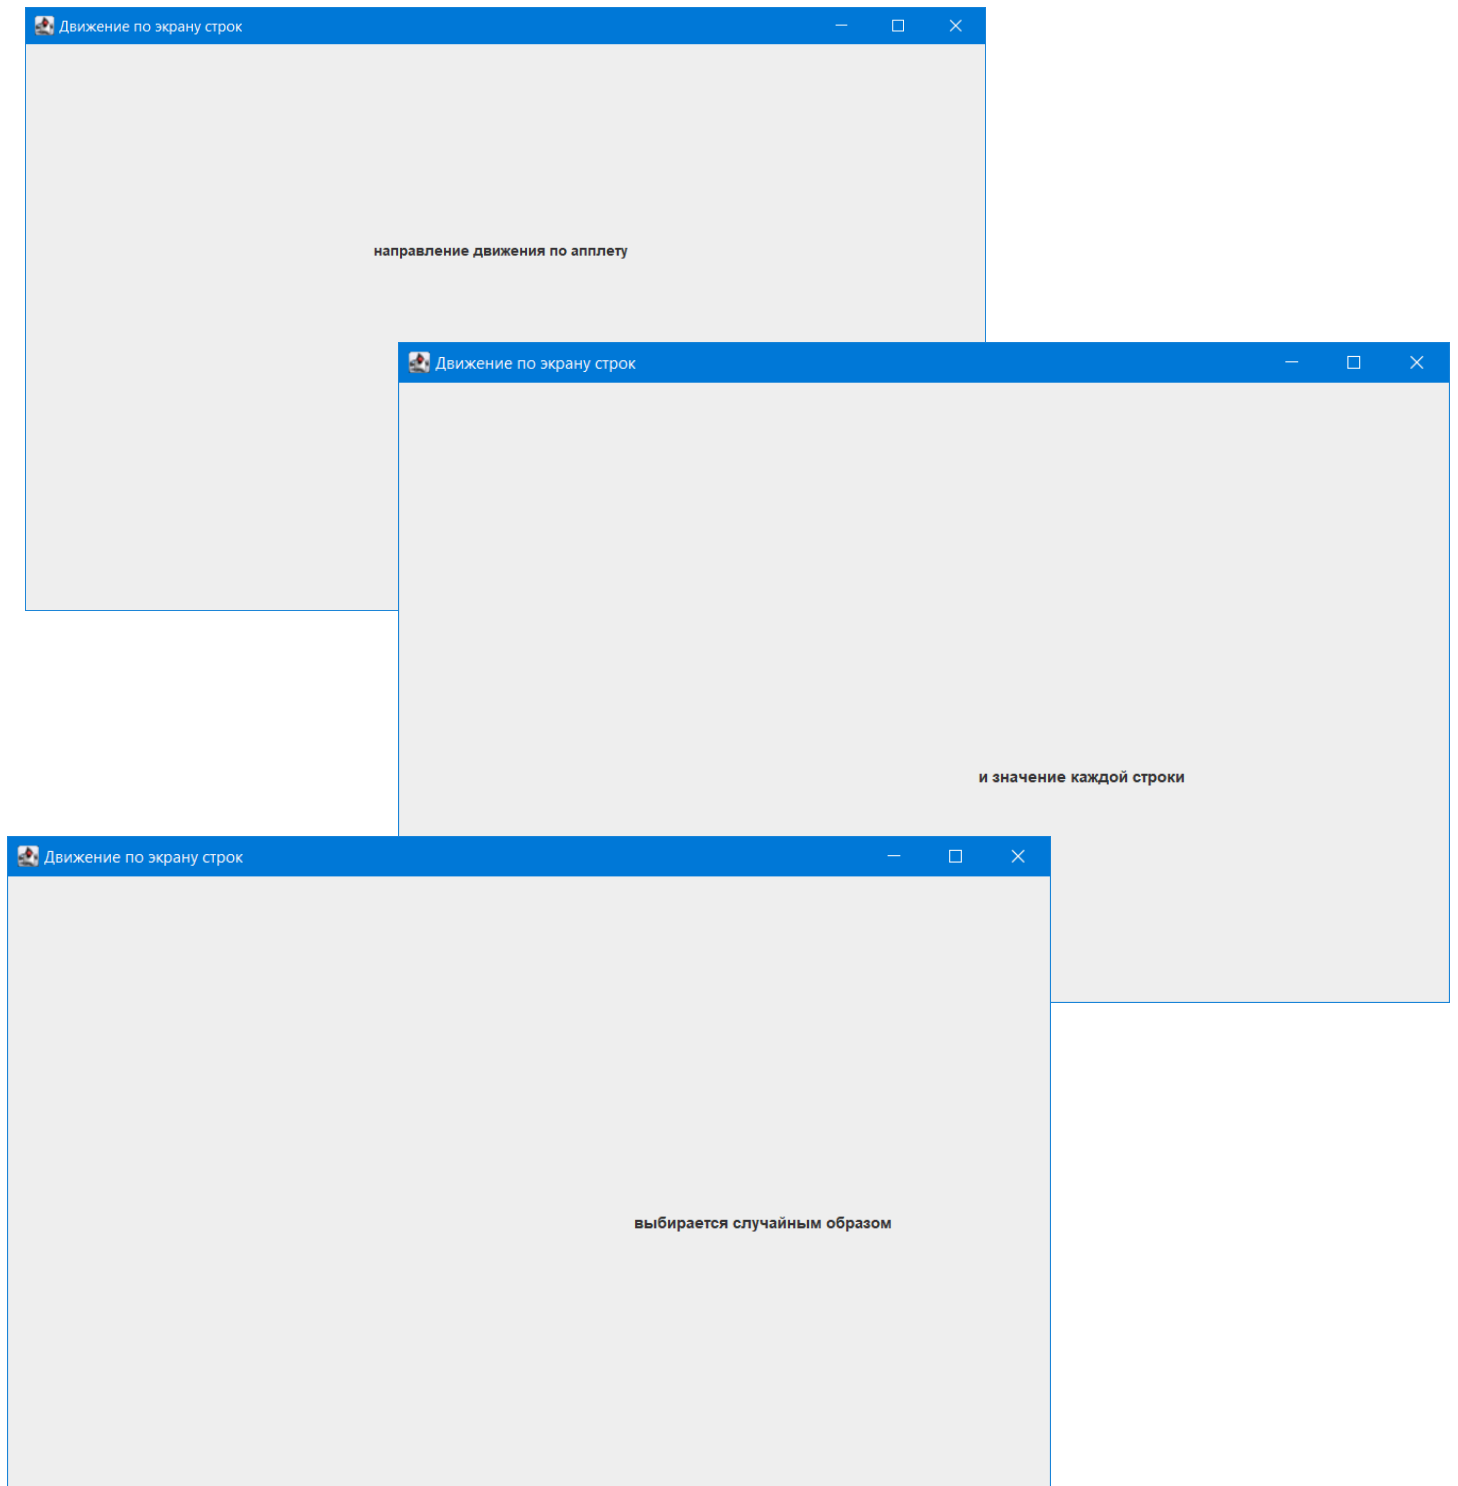 Движение по экрану строк
направление движения по апплету
Движение по экрану строк
и значение каждой строки
Движение по экрану строк
выбирается случайным образом